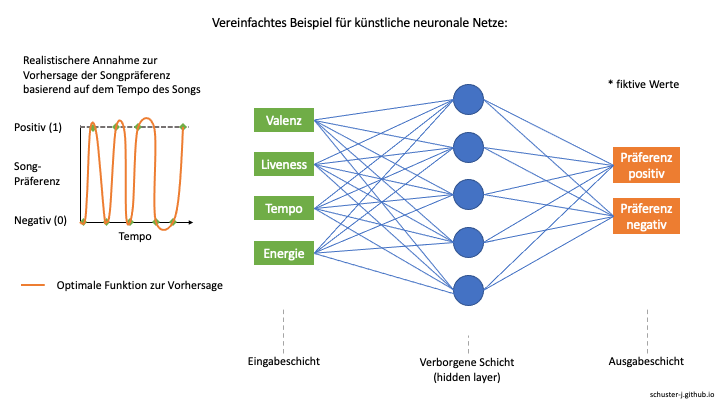 Vereinfachtes Beispiel für künstliche neuronale Netze:
Realistischere Annahme zur
Vorhersage der Songpräferenz
basierend auf dem Tempo des Songs
* fiktive Werte
Positiv (1)
Song-
Präferenz
Negativ (0)
Tempo
Optimale Funktion zur Vorhersage
Valenz
Liveness
Tempo
Energie
Präferenz
positiv
Präferenz
negativ
Eingabeschicht
Verborgene Schicht
(hidden layer)
Ausgabeschicht
schuster-j.github.io